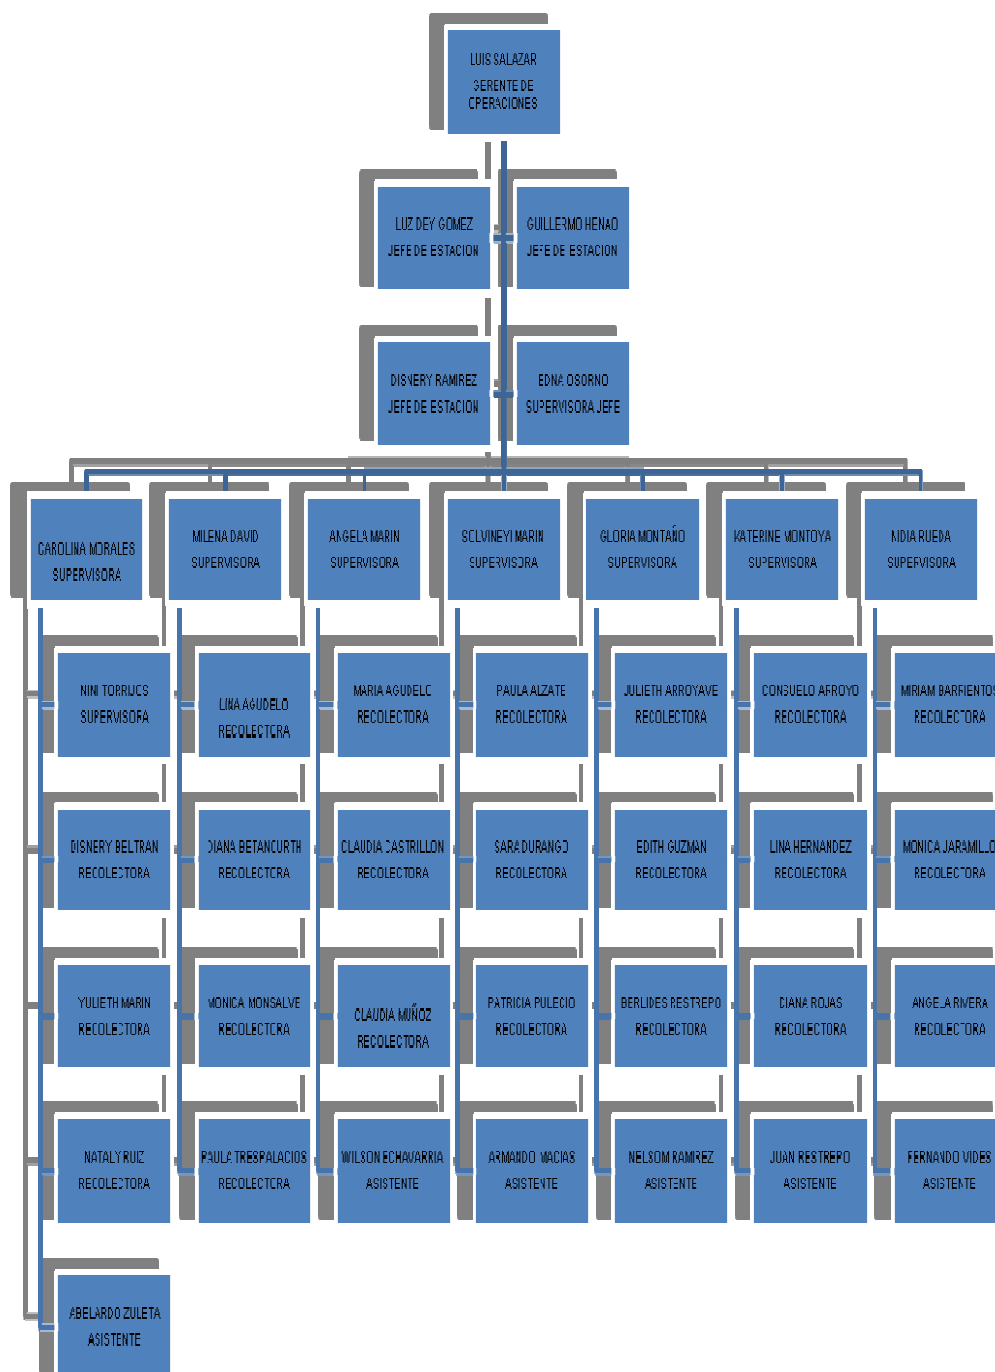 LUIS SALAZAR
GERENTE DE
OPERACIONES
LUZ DEY GOMEZ
JEFE DE ESTACION
GUILLERMO HENAO
JEFE DE ESTACION
DISNERY RAMIREZ
JEFE DE ESTACION
EDNA OSORNO
SUPERVISORA JEFE
CAROLINA MORALES
SUPERVISORA
MILENA DAVID
SUPERVISORA
ANGELA MARIN
SUPERVISORA
SOLVINEYI MARIN
SUPERVISORA
GLORIA MONTAÑO
SUPERVISORA
KATERINE MONTOYA
SUPERVISORA
NIDIA RUEDA
SUPERVISORA
NINI TORRIJOS
SUPERVISORA
LINA AGUDELO
RECOLECTORA
MARIA AGUDELO
RECOLECTORA
PAULA ALZATE
RECOLECTORA
JULIETH ARROYAVE
RECOLECTORA
CONSUELO ARROYO
RECOLECTORA
MIRIAM BARRIENTOS
RECOLECTORA
DISNERY BELTRAN
RECOLECTORA
DIANA BETANCURTH
RECOLECTORA
CLAUDIA CASTRILLON
RECOLECTORA
SARA DURANGO
RECOLECTORA
EDITH GUZMAN
RECOLECTORA
LINA HERNANDEZ
RECOLECTORA
MONICA JARAMILLO
RECOLECTORA
YULIETH MARIN
RECOLECTORA
MONICA MONSALVE
RECOLECTORA
CLAUDIA MUÑOZ
RECOLECTORA
PATRICIA PULECIO
RECOLECTORA
BERLIDES RESTREPO
RECOLECTORA
DIANA ROJAS
RECOLECTORA
ANGELA RIVERA
RECOLECTORA
NATALY RUIZ
RECOLECTORA
PAULA TRESPALACIOS
RECOLECTORA
WILSON ECHAVARRIA
ASISTENTE
ARMANDO MACIAS
ASISTENTE
NELSOM RAMIREZ
ASISTENTE
JUAN RESTREPO
ASISTENTE
FERNANDO VIDES
ASISTENTE
ABELARDO ZULETA
ASISTENTE